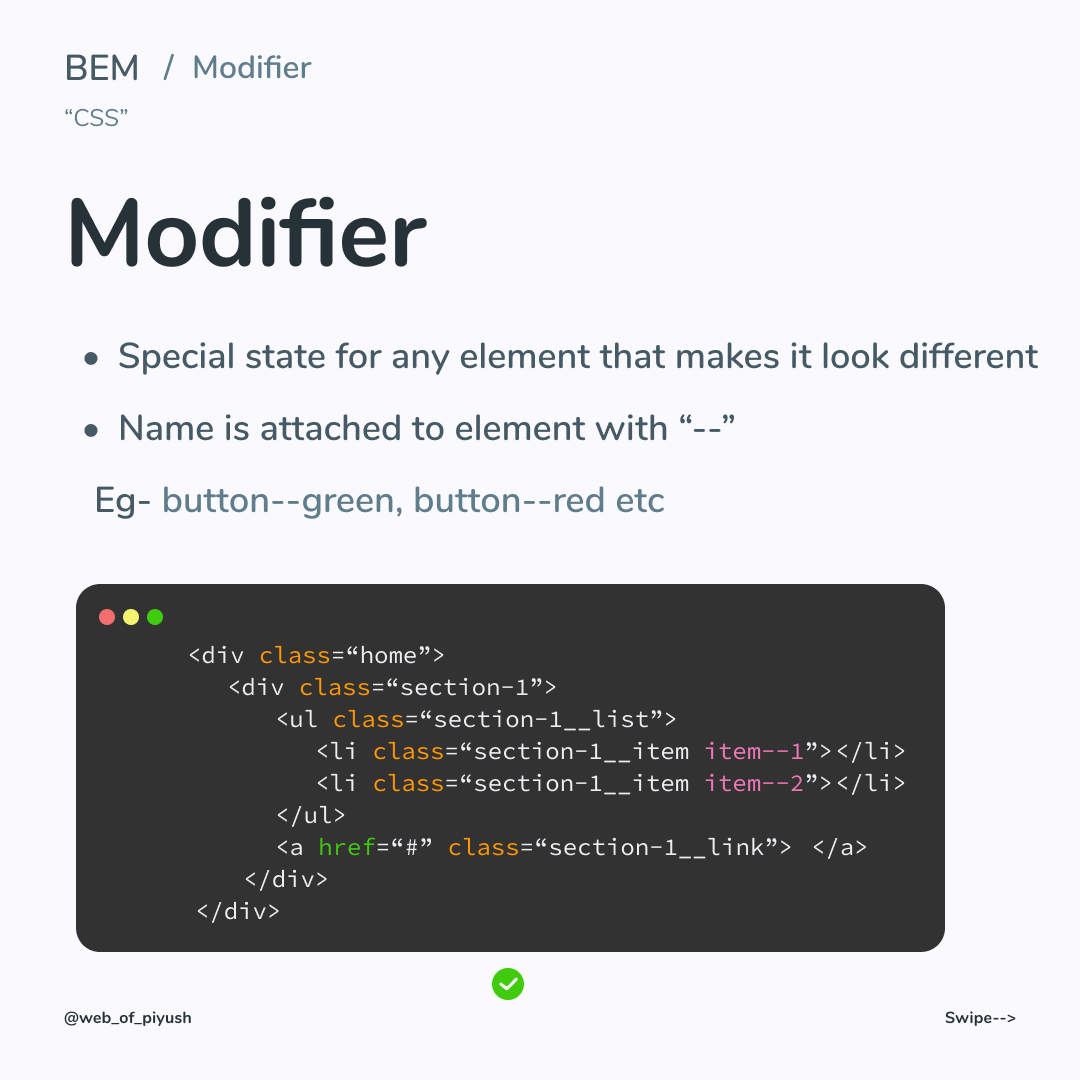 BEM / Modifier
“CSS”
Modifier
• Special state for any element that makes it look different
• Name is attached to element with “--”
Eg- button--green, button--red etc
<div class=“home”>
<div class=“section-1”>
<ul class=“section-1__list”>
<li class=“section-1__item item--1”></li>
<li class=“section-1__item item--2”></li>
</ul>
<a href=“#” class=“section-1__link”> </a>
</div>
</div>
@web_of_piyush
Swipe-->